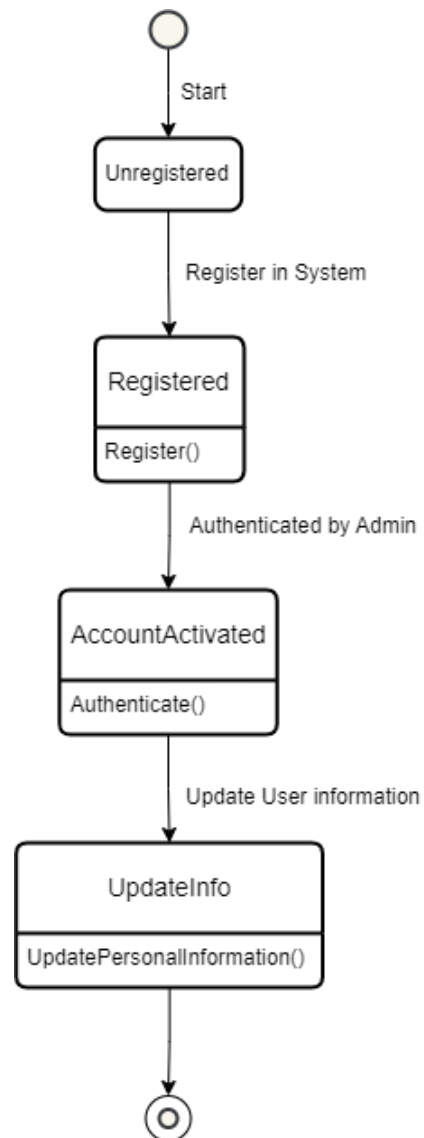 Start
Unregistered
Register in System
Registered
Register()
Authenticated by Admin
AccountActivated
Authenticate()
Update User information
UpdateInfo
UpdatePersonalInformation()